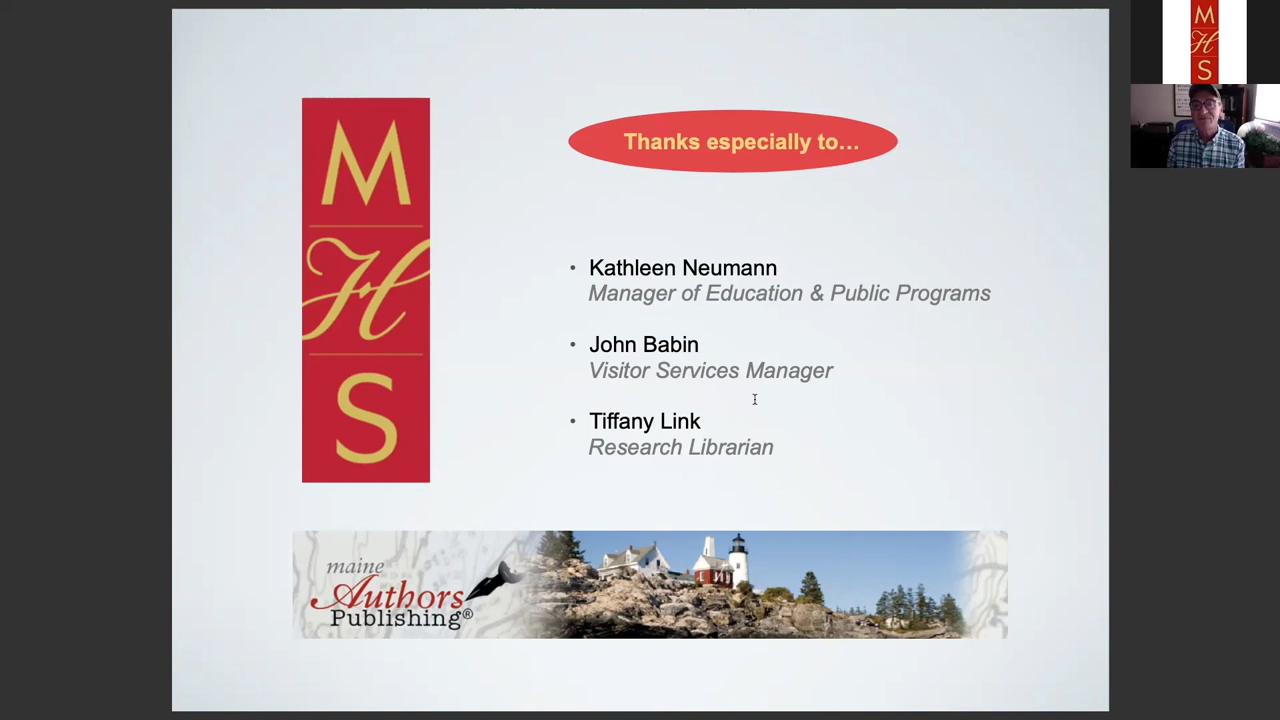 M
H
S
Thanks especially to…
• Kathleen Neumann
Manager of Education & Public Programs
• John Babin
Visitor Services Manager
• Tiffany Link
Research Librarian
maine
Authors
Publishing®
M
H
S